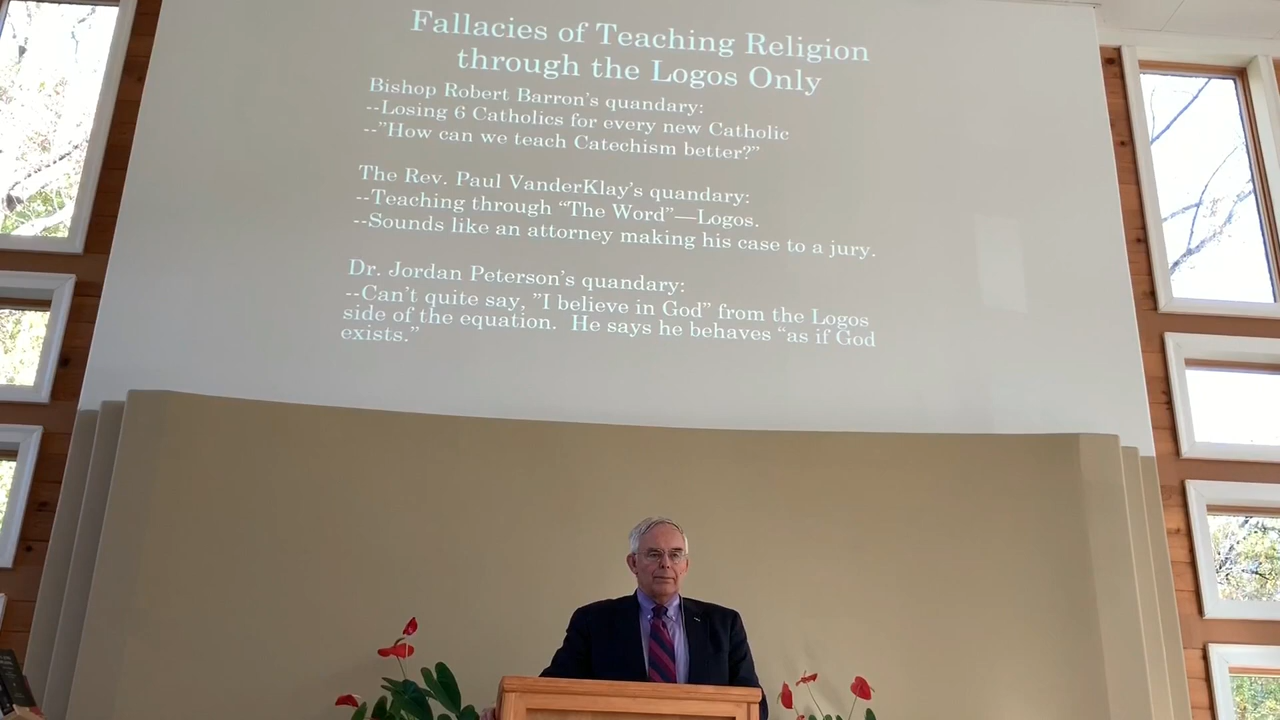 Fallacies of Teaching Religion
through the Logos Only
Bishop Robert Barron's quandary:
--Losing 6 Catholics for every new Catholic
--"How can we teach Catechism better?"
The Rev. Paul VanderKlay's quandary:
--Teaching through “The Word”—Logos.
--Sounds like an attorney making his case to a jury.
Dr. Jordan Peterson's quandary:
--Can't quite say, ”I believe in God” from the Logos
side of the equation.  He says he behaves “as if God
exists.”